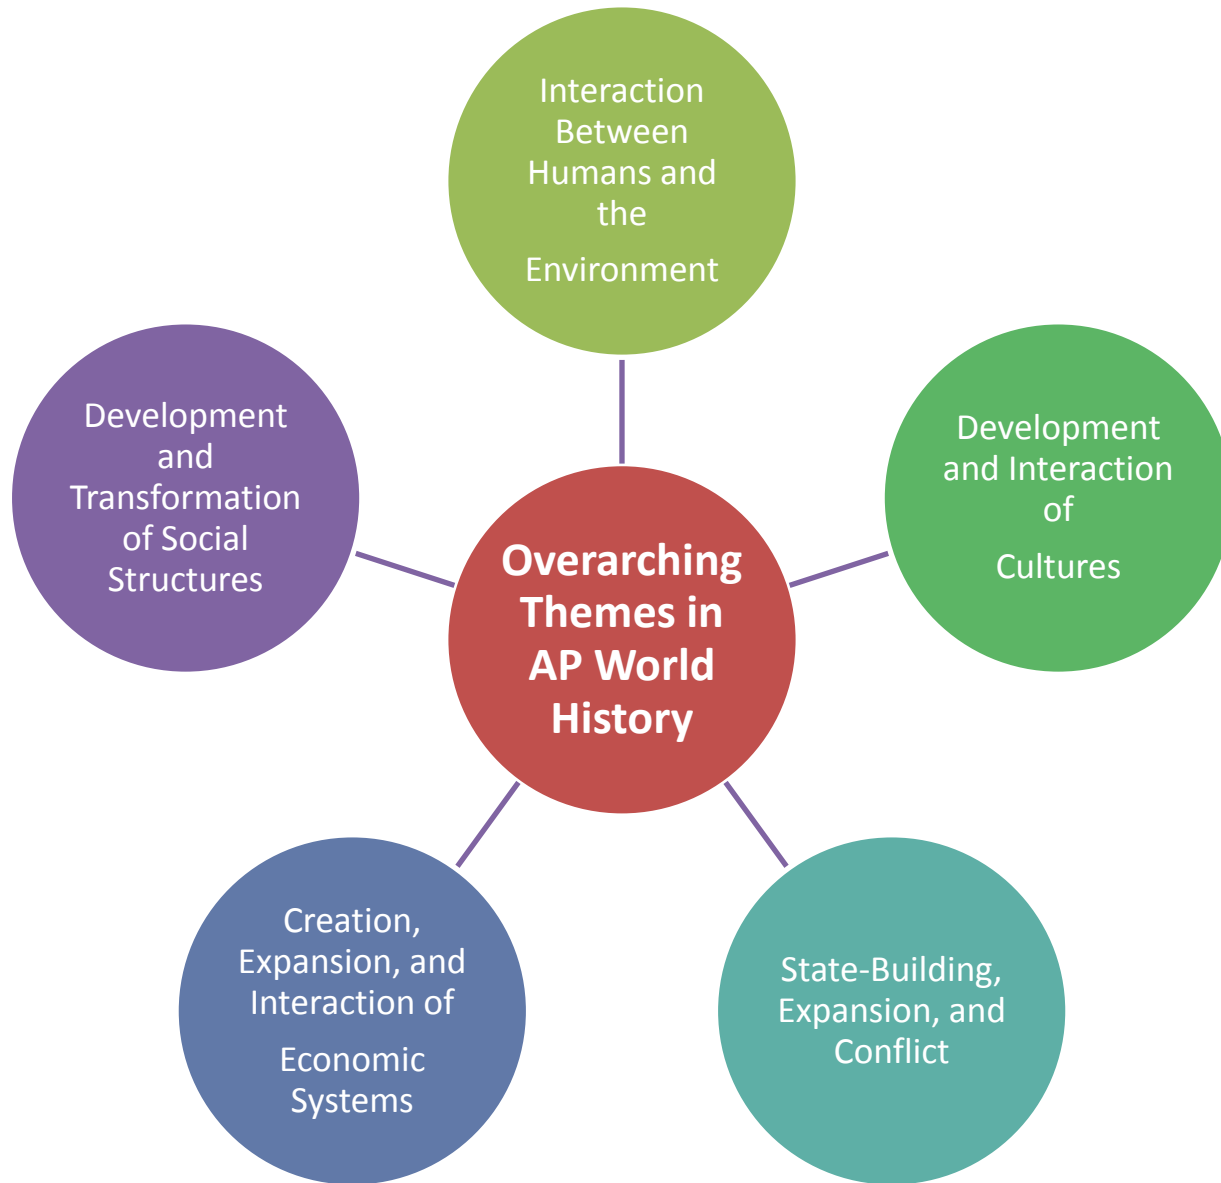 Interaction
Between
Humans and
the
Environment
Development
and
Transformation
of Social
Structures
Development
and Interaction
of
Cultures
Overarching
Themes in
AP World
History
Creation,
Expansion, and
Interaction of
Economic
Systems
State-Building,
Expansion, and
Conflict